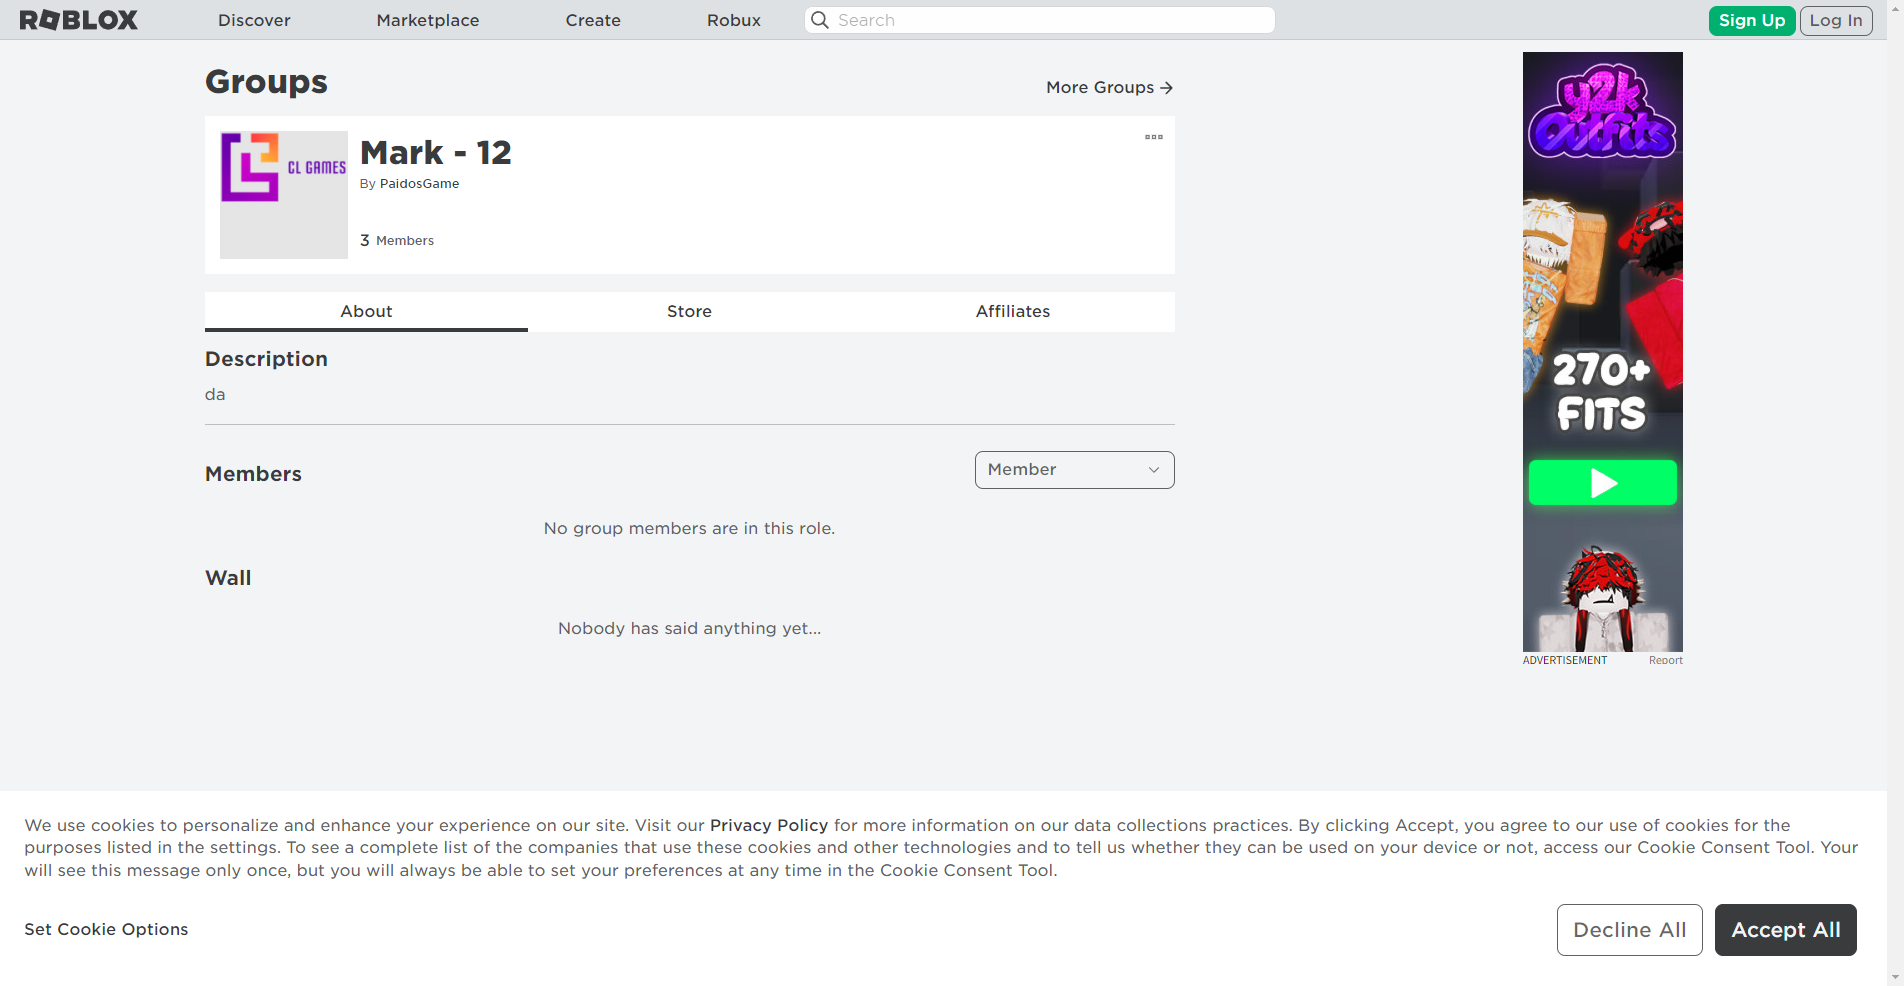 ROBLOX
Discover
Marketplace
Create
Robux
Search
Sign Up
Log In
Groups
More Groups →
CL GAMES
Mark - 12
By PaidosGame
3 Members
About
Store
Affiliates
Description
da
Members
Member
No group members are in this role.
Wall
Nobody has said anything yet...
y2k
Outfits
270+
FITS
ADVERTISEMENT
Report
We use cookies to personalize and enhance your experience on our site. Visit our Privacy Policy for more information on our data collections practices. By clicking Accept, you agree to our use of cookies for the
purposes listed in the settings. To see a complete list of the companies that use these cookies and other technologies and to tell us whether they can be used on your device or not, access our Cookie Consent Tool. Your
will see this message only once, but you will always be able to set your preferences at any time in the Cookie Consent Tool.
Set Cookie Options
Decline All
Accept All